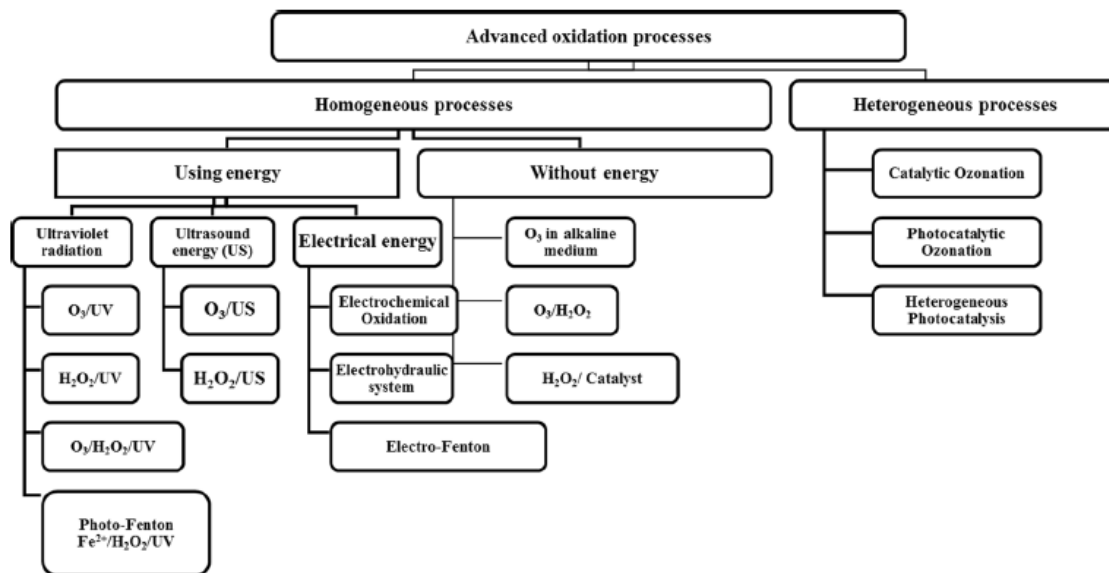 Advanced oxidation processes
Homogeneous processes
Heterogeneous processes
Using energy
Without energy
Catalytic Ozonation
Ultraviolet
radiation
Ultrasound
energy (US)
Electrical energy
O₃ in alkaline
medium
Photocatalytic
Ozonation
O₃/UV
O₃/US
Electrochemical
Oxidation
O₃/H₂O₂
Heterogeneous
Photocatalysis
H₂O₂/UV
H₂O₂/US
Electrohydraulic
system
H₂O₂/ Catalyst
O₃/H₂O₂/UV
Electro-Fenton
Photo-Fenton
Fe²⁺/H₂O₂/UV